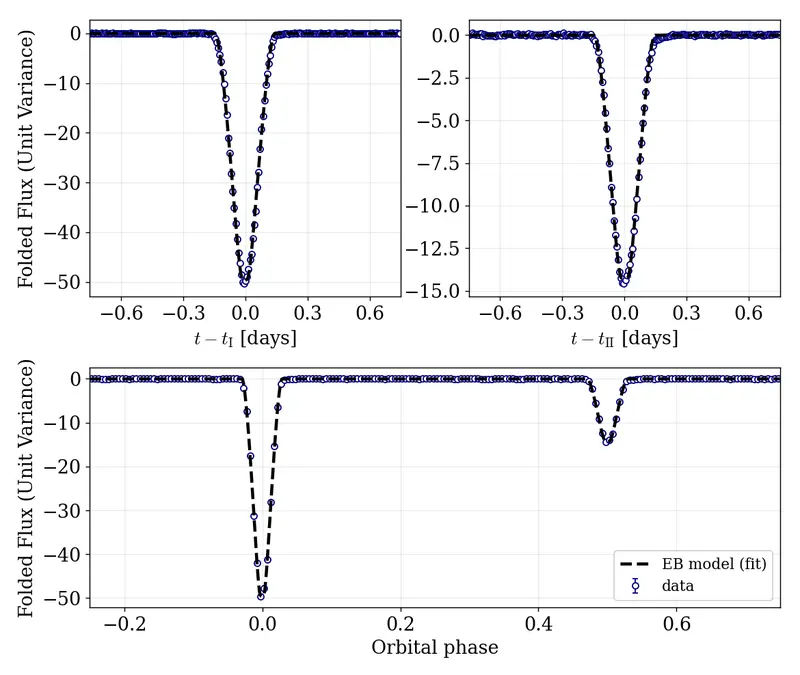 Folded Flux (Unit Variance)
0
−10
−20
−30
−40
−50
−0.6 −0.3 0.0 0.3 0.6
t − tI [days]
0.0
−2.5
−5.0
−7.5
−10.0
−12.5
−15.0
−0.6 −0.3 0.0 0.3 0.6
t − tII [days]
Folded Flux (Unit Variance)
0
−10
−20
−30
−40
−50
EB model (fit)
data
−0.2 0.0 0.2 0.4 0.6
Orbital phase